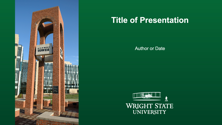 Title of Presentation
Author or Date
WRIGHT STATE
UNIVERSITY